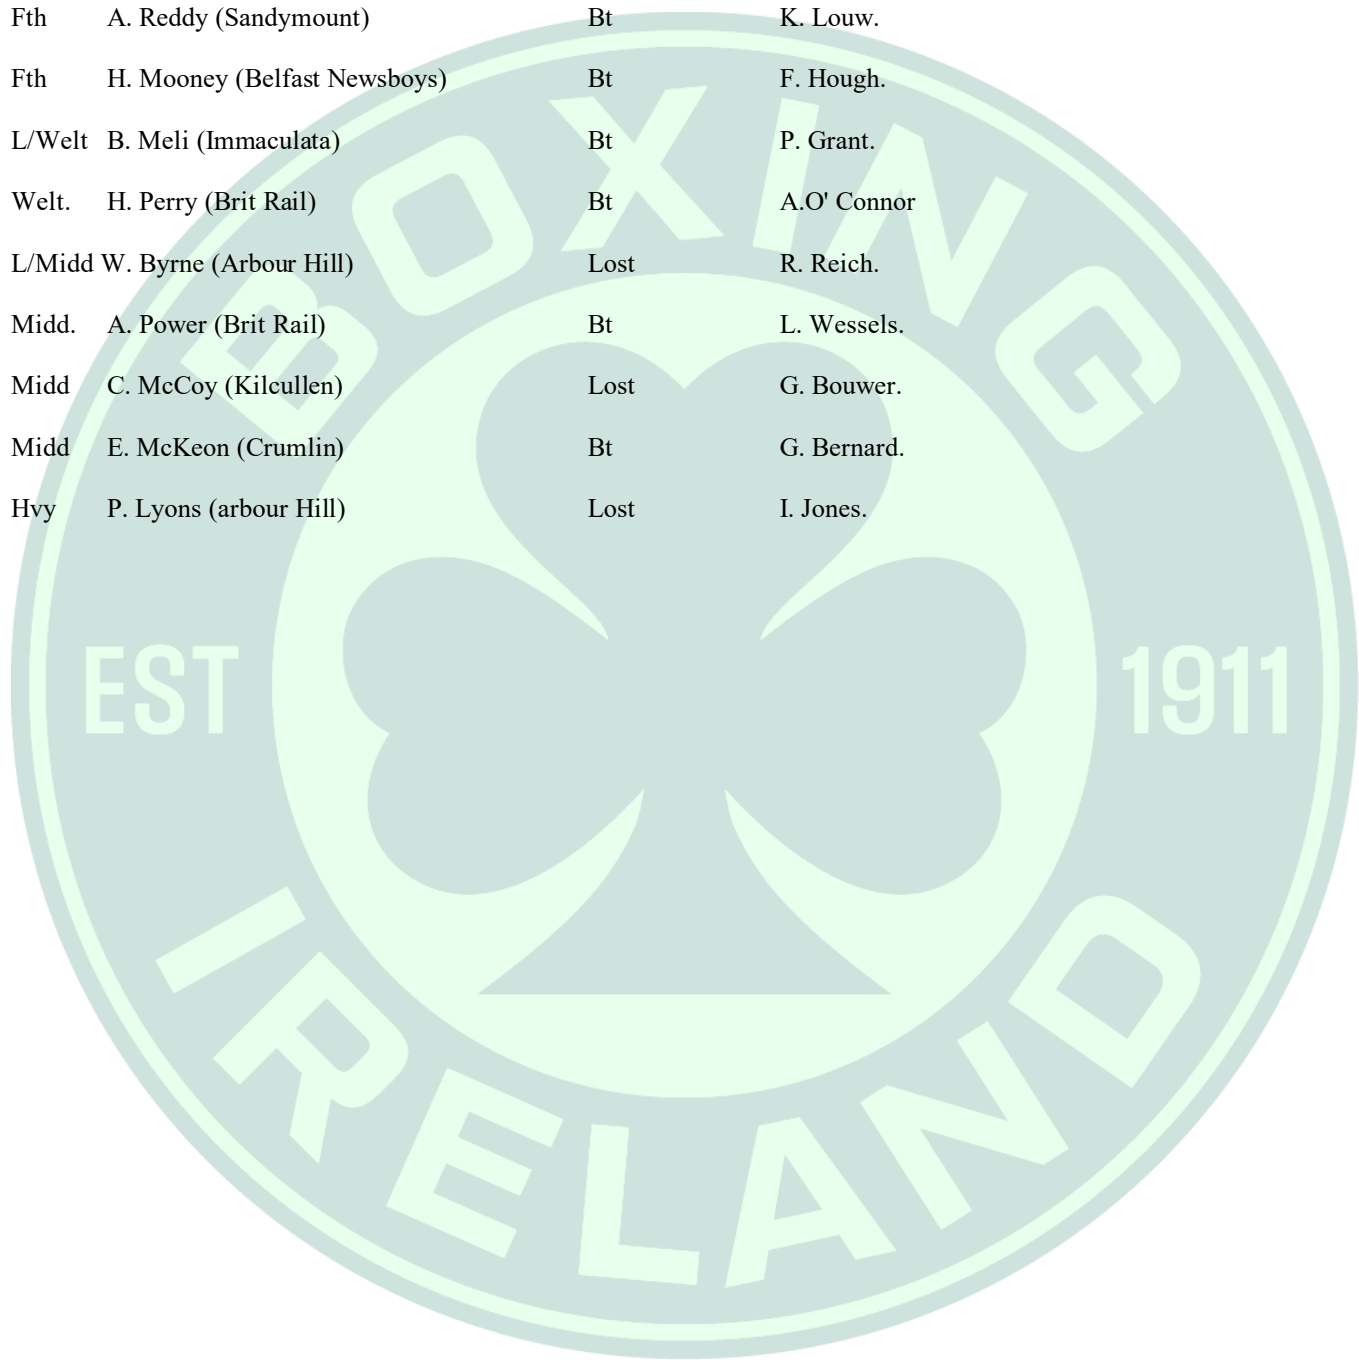 Fth A. Reddy (Sandymount) Bt K. Louw.
Fth H. Mooney (Belfast Newsboys) Bt F. Hough.
L/Welt B. Meli (Immaculata) Bt P. Grant.
Welt. H. Perry (Brit Rail) Bt A.O' Connor
L/Midd W. Byrne (Arbour Hill) Lost R. Reich.
Midd. A. Power (Brit Rail) Bt L. Wessels.
Midd C. McCoy (Kilcullen) Lost G. Bouwer.
Midd E. McKeon (Crumlin) Bt G. Bernard.
Hvy P. Lyons (arbour Hill) Lost I. Jones.
BOXING
EST 1911
IRELAND